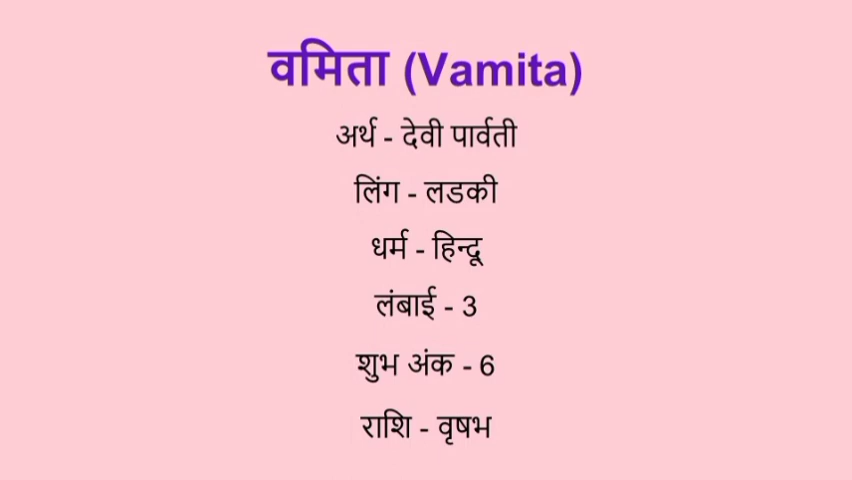 वमिता (Vamita)
अर्थ - देवी पार्वती
लिंग - लडकी
धर्म - हिन्दू
लंबाई - 3
शुभ अंक - 6
राशि - वृषभ